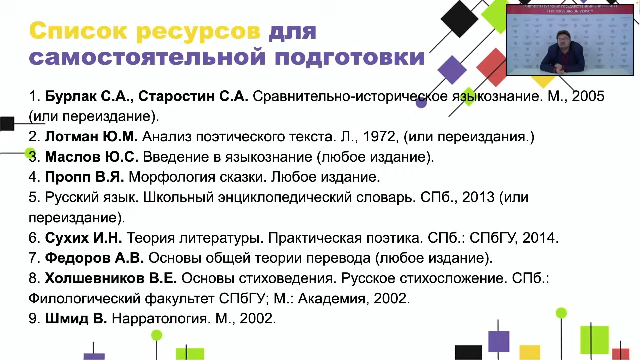 Список ресурсов для
самостоятельной подготовки
1. Бурлак С.А., Старостин С.А. Сравнительно-историческое языкознание. М., 2005
(или переиздание).
2. Лотман Ю.М. Анализ поэтического текста. Л., 1972, (или переиздания.)
3. Маслов Ю.С. Введение в языкознание (любое издание).
4. Пропп В.Я. Морфология сказки. Любое издание.
5. Русский язык. Школьный энциклопедический словарь. СПб., 2013 (или
переиздание).
6. Сухих И.Н. Теория литературы. Практическая поэтика. СПб.: СПбГУ, 2014.
7. Федоров А.В. Основы общей теории перевода (любое издание).
8. Холшевников В.Е. Основы стиховедения. Русское стихосложение. СПб.:
Филологический факультет СПбГУ; М.: Академия, 2002.
9. Шмид В. Нарратология. М., 2002.